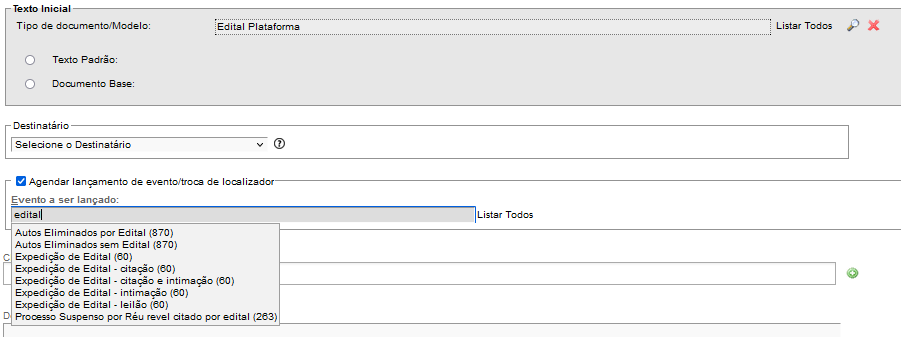 Texto Inicial
Tipo de documento/Modelo:
Edital Plataforma
Listar Todos
Texto Padrão:
Documento Base:
Destinatário
Selecione o Destinatário
Agendar lançamento de evento/troca de localizador
Evento a ser lançado:
edital
Listar Todos
Autos Eliminados por Edital (870)
Autos Eliminados sem Edital (870)
Expedição de Edital (60)
Expedição de Edital - citação (60)
Expedição de Edital - citação e intimação (60)
Expedição de Edital - intimação (60)
Expedição de Edital - leilão (60)
Processo Suspenso por Réu revel citado por edital (263)